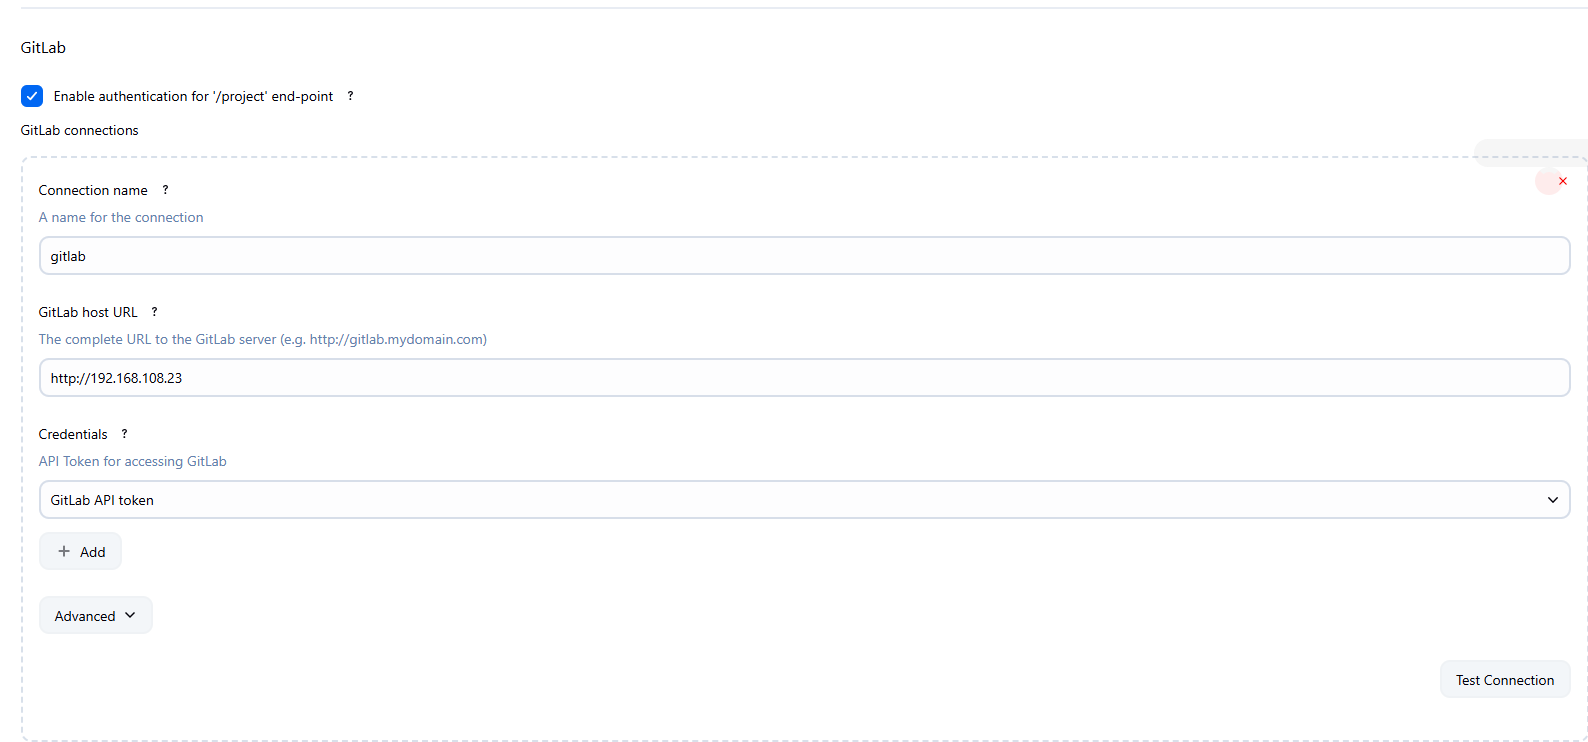 GitLab
Enable authentication for '/project' end-point ?
GitLab connections
Connection name ?
A name for the connection
gitlab
GitLab host URL ?
The complete URL to the GitLab server (e.g. http://gitlab.mydomain.com)
http://192.168.108.23
Credentials ?
API Token for accessing GitLab
GitLab API token
+ Add
Advanced
Test Connection